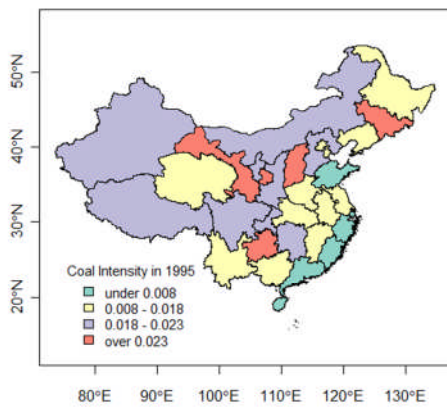 50°N
40°N
30°N
20°N
Coal Intensity in 1995
under 0.008
0.008 - 0.018
0.018 - 0.023
over 0.023
80°E 90°E 100°E 110°E 120°E 130°E